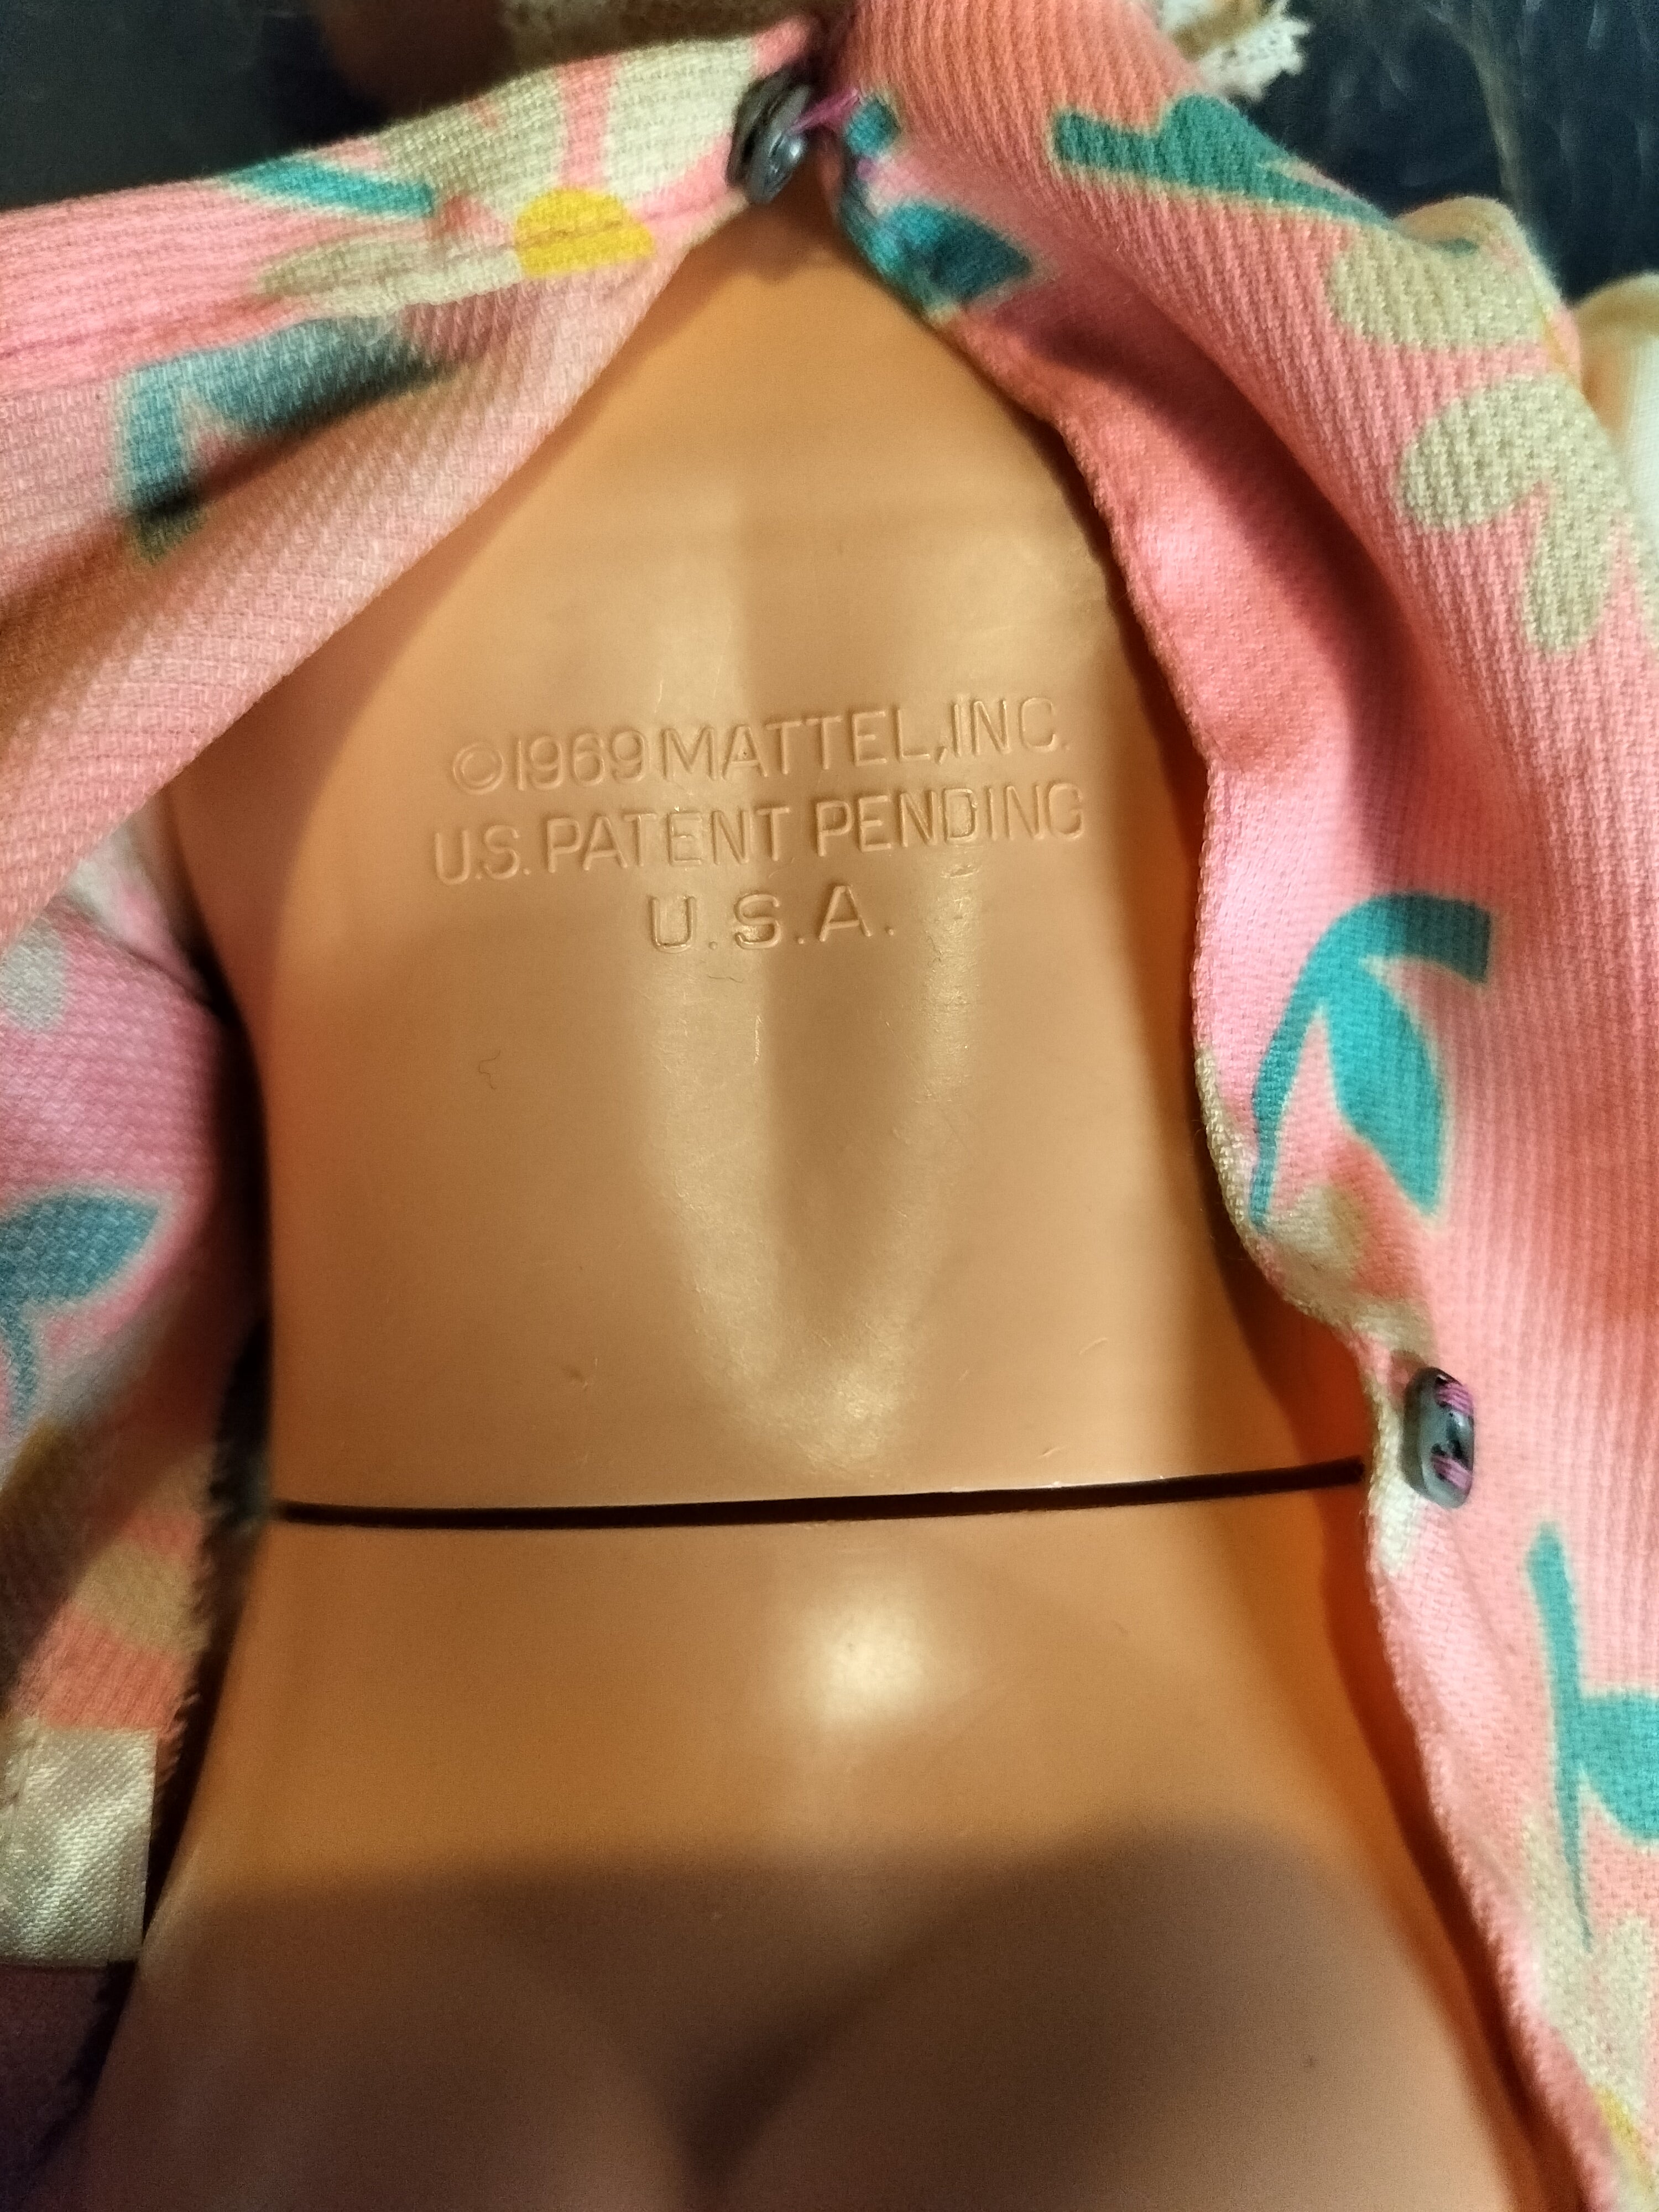 ©1969 MATTEL, INC.
U.S. PATENT PENDING
U.S.A.